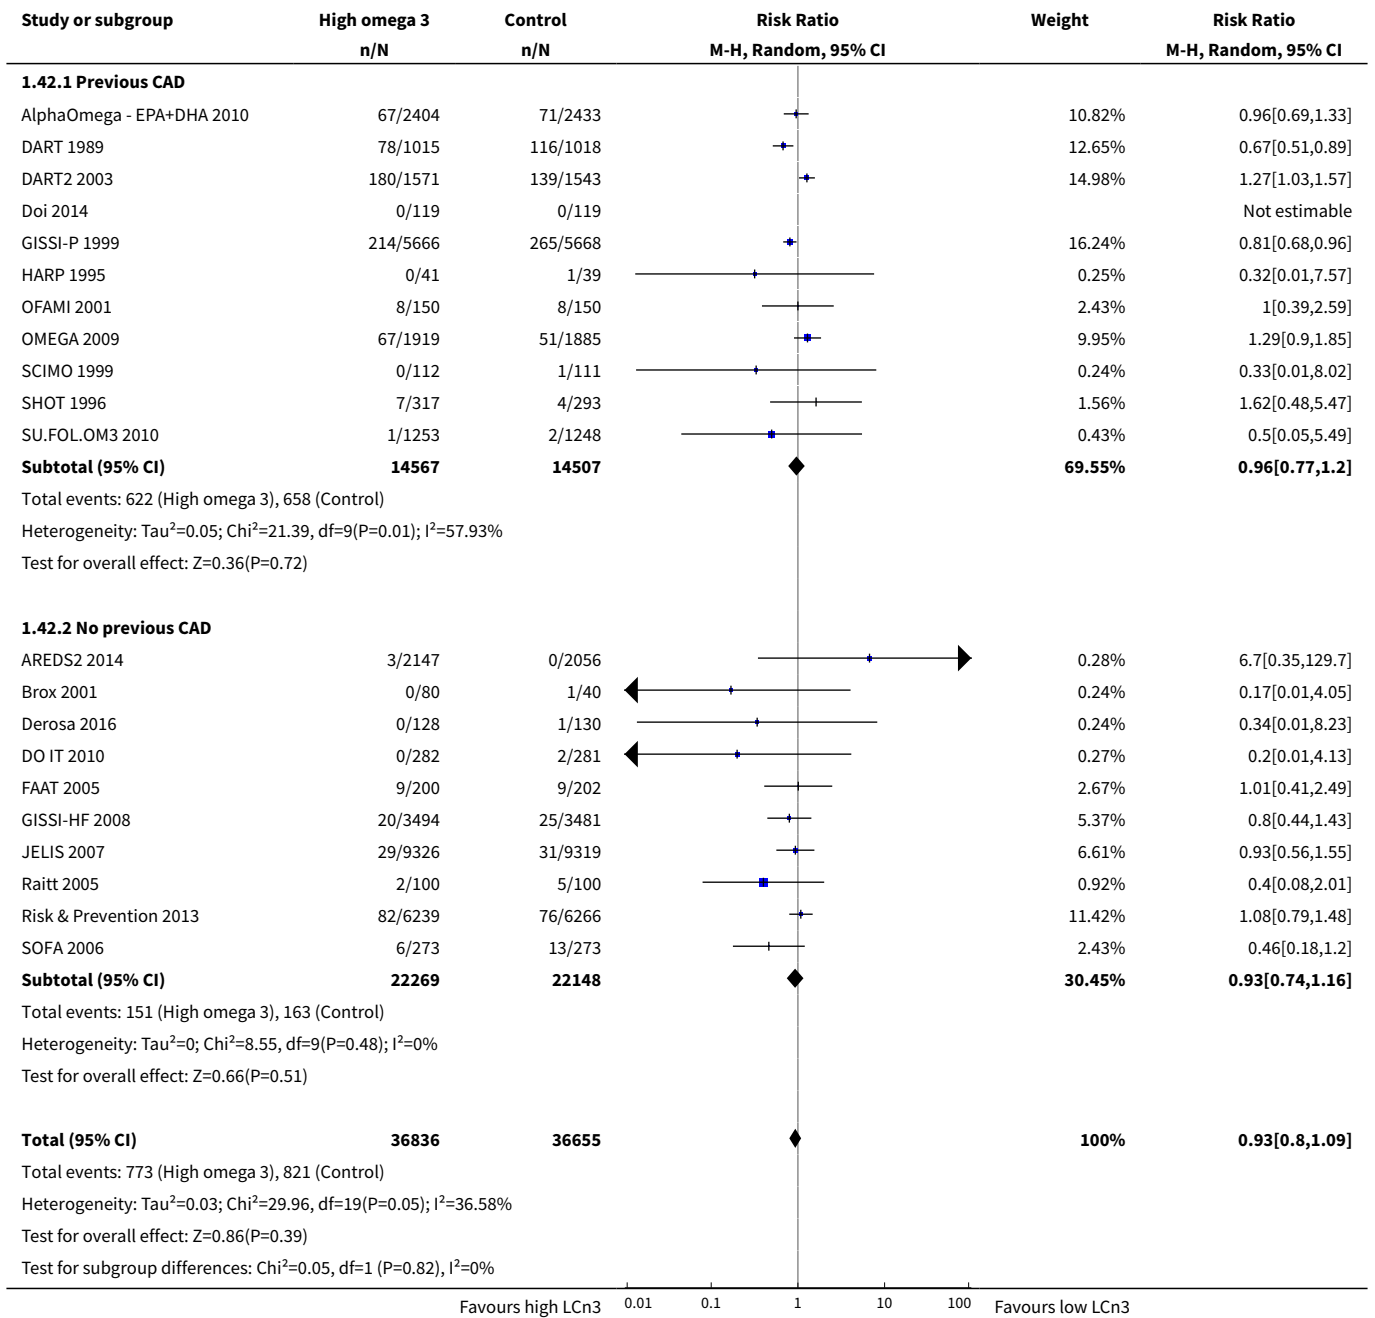 Study or subgroup High omega 3 Control Risk Ratio Weight Risk Ratio
n/N n/N M-H, Random, 95% CI M-H, Random, 95% CI
1.42.1 Previous CAD
AlphaOmega - EPA+DHA 2010 67/2404 71/2433 10.82% 0.96[0.69,1.33]
DART 1989 78/1015 116/1018 12.65% 0.67[0.51,0.89]
DART2 2003 180/1571 139/1543 14.98% 1.27[1.03,1.57]
Doi 2014 0/119 0/119 Not estimable
GISSI-P 1999 214/5666 265/5668 16.24% 0.81[0.68,0.96]
HARP 1995 0/41 1/39 0.25% 0.32[0.01,7.57]
OFAMI 2001 8/150 8/150 2.43% 1[0.39,2.59]
OMEGA 2009 67/1919 51/1885 9.95% 1.29[0.9,1.85]
SCIMO 1999 0/112 1/111 0.24% 0.33[0.01,8.02]
SHOT 1996 7/317 4/293 1.56% 1.62[0.48,5.47]
SU.FOL.OM3 2010 1/1253 2/1248 0.43% 0.5[0.05,5.49]
Subtotal (95% CI) 14567 14507 69.55% 0.96[0.77,1.2]
Total events: 622 (High omega 3), 658 (Control)
Heterogeneity: Tau²=0.05; Chi²=21.39, df=9(P=0.01); I²=57.93%
Test for overall effect: Z=0.36(P=0.72)
1.42.2 No previous CAD
AREDS2 2014 3/2147 0/2056 0.28% 6.7[0.35,129.7]
Brox 2001 0/80 1/40 0.24% 0.17[0.01,4.05]
Derosa 2016 0/128 1/130 0.24% 0.34[0.01,8.23]
DO IT 2010 0/282 2/281 0.27% 0.2[0.01,4.13]
FAAT 2005 9/200 9/202 2.67% 1.01[0.41,2.49]
GISSI-HF 2008 20/3494 25/3481 5.37% 0.8[0.44,1.43]
JELIS 2007 29/9326 31/9319 6.61% 0.93[0.56,1.55]
Raitt 2005 2/100 5/100 0.92% 0.4[0.08,2.01]
Risk & Prevention 2013 82/6239 76/6266 11.42% 1.08[0.79,1.48]
SOFA 2006 6/273 13/273 2.43% 0.46[0.18,1.2]
Subtotal (95% CI) 22269 22148 30.45% 0.93[0.74,1.16]
Total events: 151 (High omega 3), 163 (Control)
Heterogeneity: Tau²=0; Chi²=8.55, df=9(P=0.48); I²=0%
Test for overall effect: Z=0.66(P=0.51)
Total (95% CI) 36836 36655 100% 0.93[0.8,1.09]
Total events: 773 (High omega 3), 821 (Control)
Heterogeneity: Tau²=0.03; Chi²=29.96, df=19(P=0.05); I²=36.58%
Test for overall effect: Z=0.86(P=0.39)
Test for subgroup differences: Chi²=0.05, df=1 (P=0.82), I²=0%
Favours high LCn3 0.01 0.1 1 10 100 Favours low LCn3